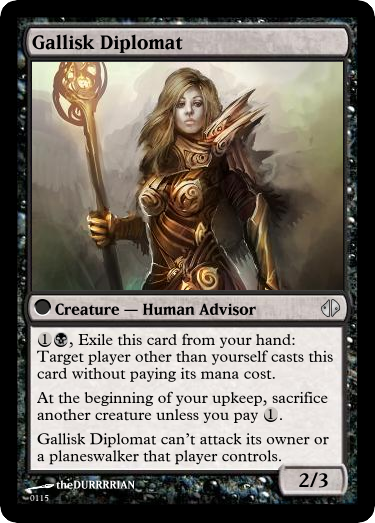 Gallisk Diplomat
Creature — Human Advisor
1, Exile this card from your hand:
Target player other than yourself casts this
card without paying its mana cost.
At the beginning of your upkeep, sacrifice
another creature unless you pay 1.
Gallisk Diplomat can't attack its owner or
a planeswalker that player controls.
theDURRRRIAN
0115
2/3